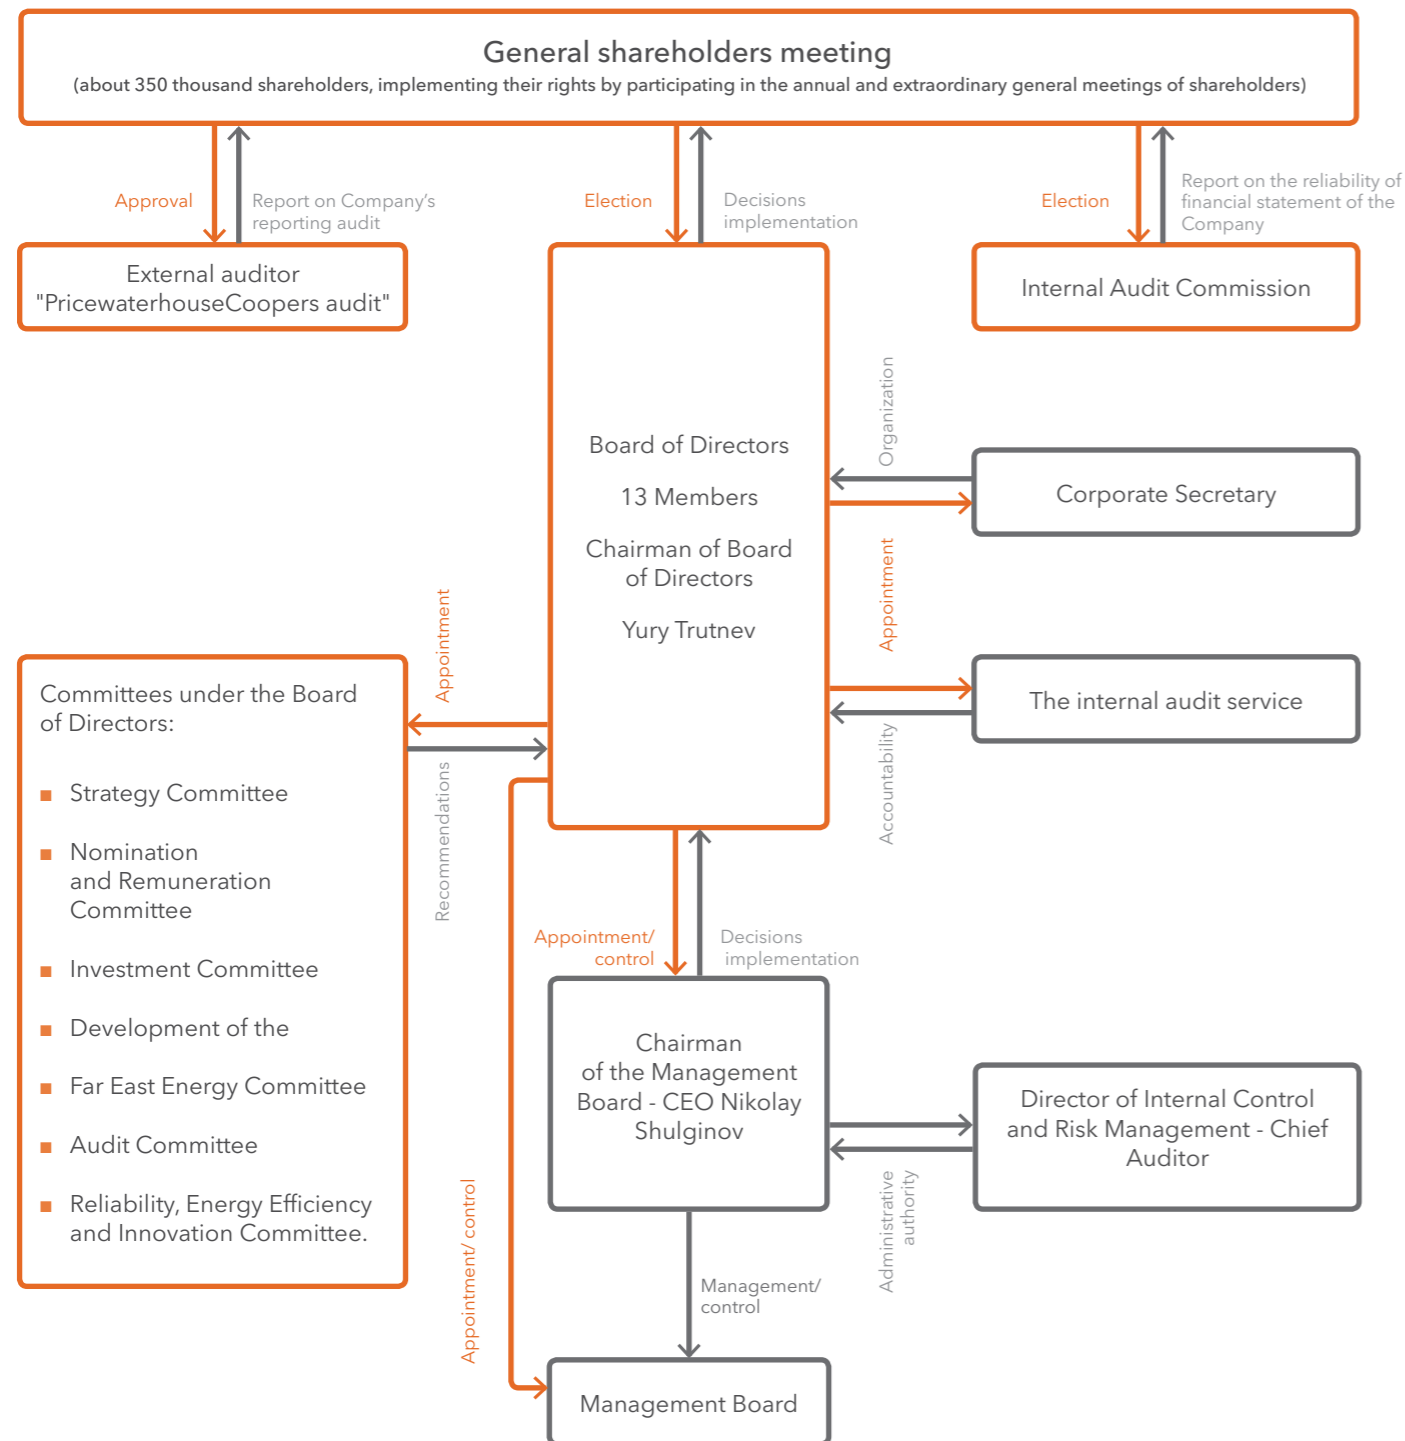 General shareholders meeting
(about 350 thousand shareholders, implementing their rights by participating in the annual and extraordinary general meetings of shareholders)
Approval
Report on Company's
reporting audit
Election
Decisions
implementation
Election
Report on the reliability of
financial statement of the
Company
External auditor
"PricewaterhouseCoopers audit"
Internal Audit Commission
Board of Directors
13 Members
Chairman of Board
of Directors
Yury Trutnev
Organization
Corporate Secretary
Appointment
The internal audit service
Accountability
Appointment
Recommendations
Committees under the Board
of Directors:
▪ Strategy Committee
▪ Nomination
and Remuneration
Committee
▪ Investment Committee
▪ Development of the
▪ Far East Energy Committee
▪ Audit Committee
▪ Reliability, Energy Efficiency
and Innovation Committee.
Appointment/
control
Decisions
implementation
Chairman
of the Management
Board - CEO Nikolay
Shulginov
Director of Internal Control
and Risk Management - Chief
Auditor
Administrative
authority
Appointment/ control
Management/
control
Management Board